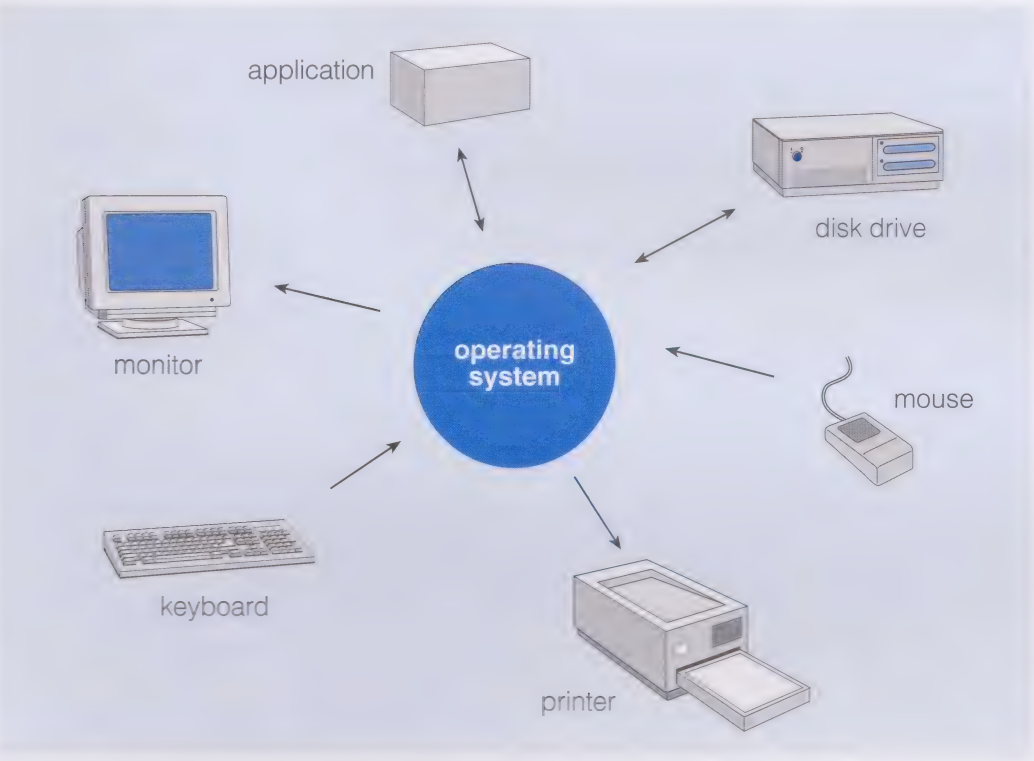 application
disk drive
monitor
operating
system
mouse
keyboard
printer